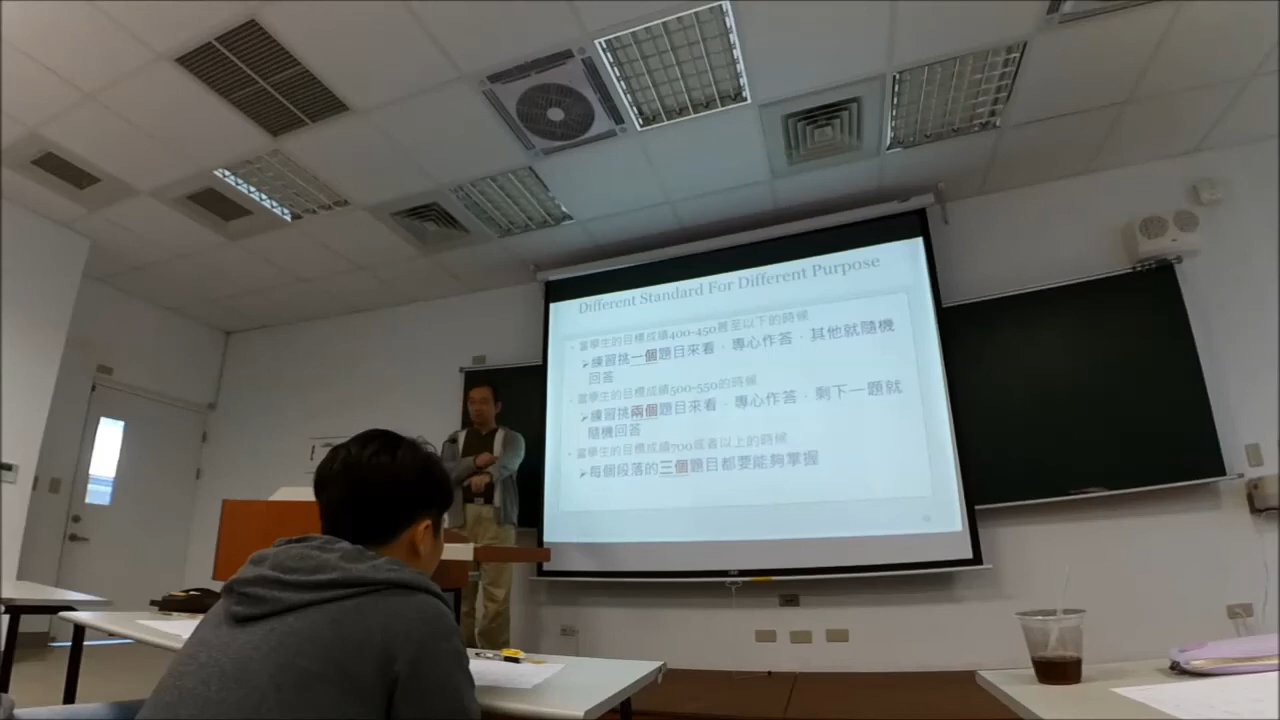 Different Standard For Different Purpose
當學生的目標成績400-450甚至以下的時候
練習挑一個題目來看，專心作答，其他就隨機
回答
當學生的目標成績500-550的時候
練習挑兩個題目來看，專心作答，剩下一題就
隨機回答
當學生的目標成績700或者以上的時候
每個段落的三個題目都要能夠掌握